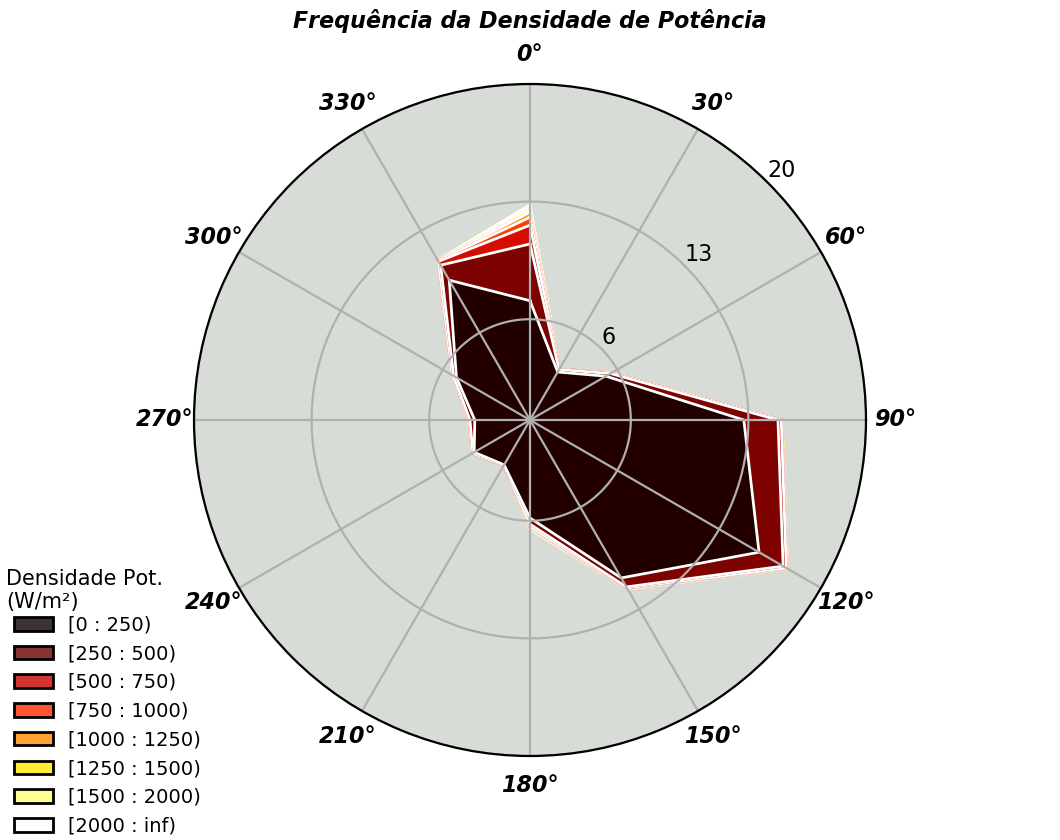 Frequência da Densidade de Potência
0°
330°
30°
20
300°
60°
13
6
270°
90°
240°
120°
210°
150°
180°
Densidade Pot.
(W/m²)
[0 : 250)
[250 : 500)
[500 : 750)
[750 : 1000)
[1000 : 1250)
[1250 : 1500)
[1500 : 2000)
[2000 : inf)